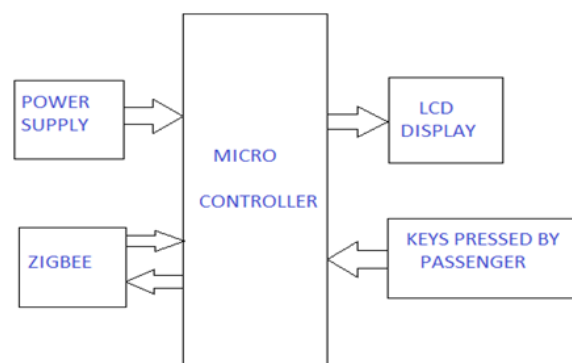 POWER
SUPPLY
MICRO
CONTROLLER
LCD
DISPLAY
ZIGBEE
KEYS PRESSED BY
PASSENGER